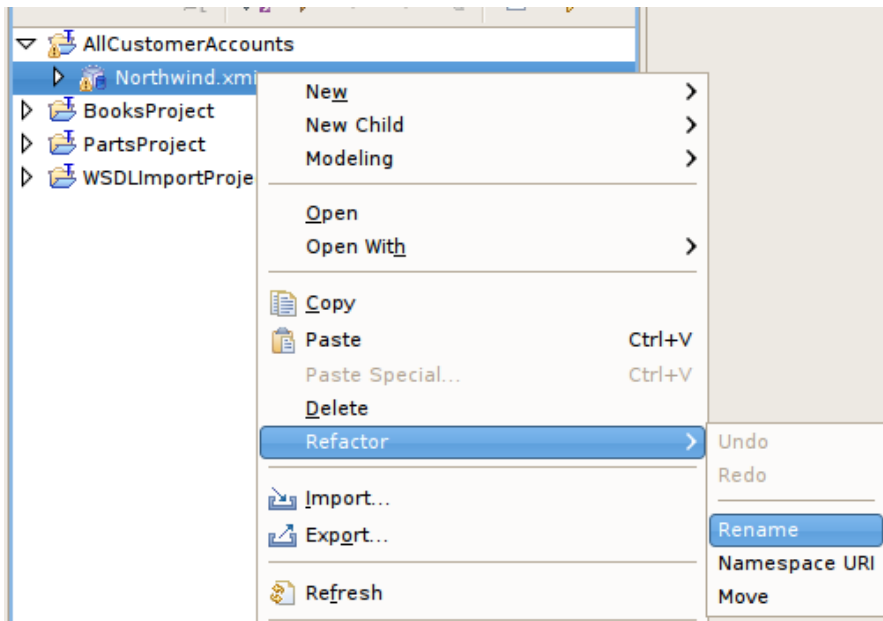 AllCustomerAccounts
Northwind.xmi
BooksProject
PartsProject
WSDLImportProje
New
New Child
Modeling
Open
Open With
Copy
Paste Ctrl+V
Paste Special... Ctrl+V
Delete
Refactor
Import...
Export...
Refresh
Undo
Redo
Rename
Namespace URI
Move